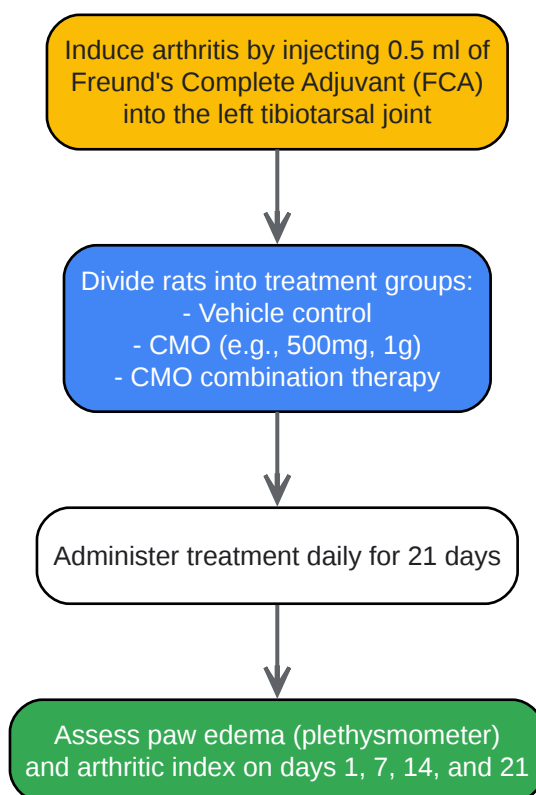 Induce arthritis by injecting 0.5 ml of
Freund's Complete Adjuvant (FCA)
into the left tibiotarsal joint
Divide rats into treatment groups:
- Vehicle control
- CMO (e.g., 500mg, 1g)
- CMO combination therapy
Administer treatment daily for 21 days
Assess paw edema (plethysmometer)
and arthritic index on days 1, 7, 14, and 21